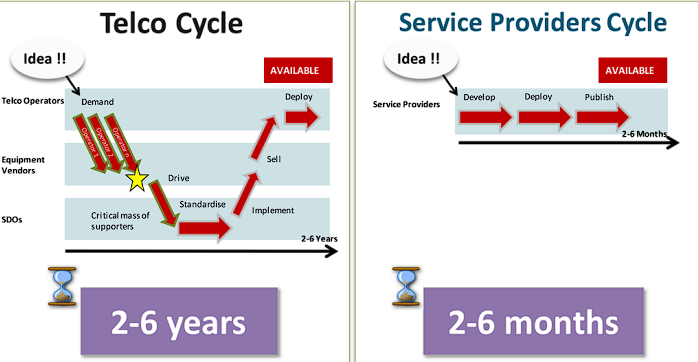 Telco Cycle
Idea !!
AVAILABLE
Telco Operators
Demand
Deploy
Operator 1
Operator 2
Equipment
Vendors
Drive
Sell
SDOs
Critical mass of
supporters
Standardise
Implement
2-6 Years
2-6 years
Service Providers Cycle
Idea !!
AVAILABLE
Service Providers
Develop
Deploy
Publish
2-6 Months
2-6 months